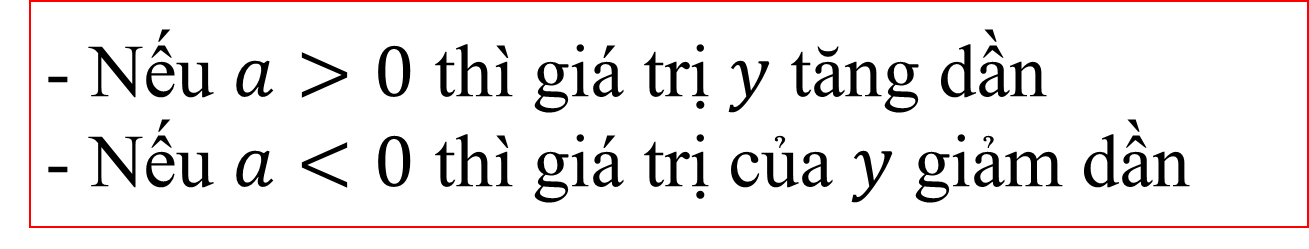 - Nếu 𝑎 > 0 thì giá trị 𝑦 tăng dần
- Nếu 𝑎 < 0 thì giá trị của 𝑦 giảm dần